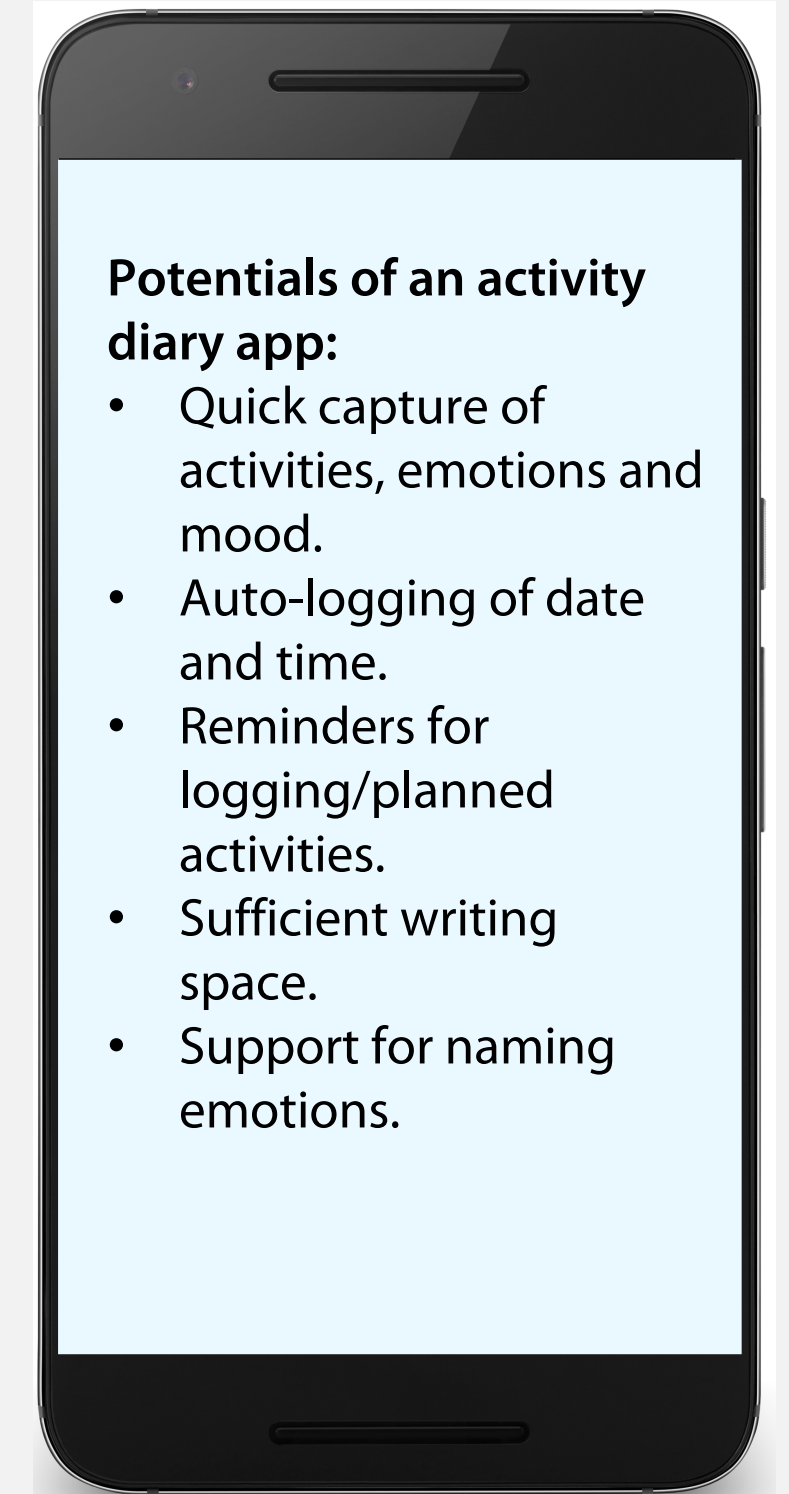 Potentials of an activity
diary app:
• Quick capture of
activities, emotions and
mood.
• Auto-logging of date
and time.
• Reminders for
logging/planned
activities.
• Sufficient writing
space.
• Support for naming
emotions.